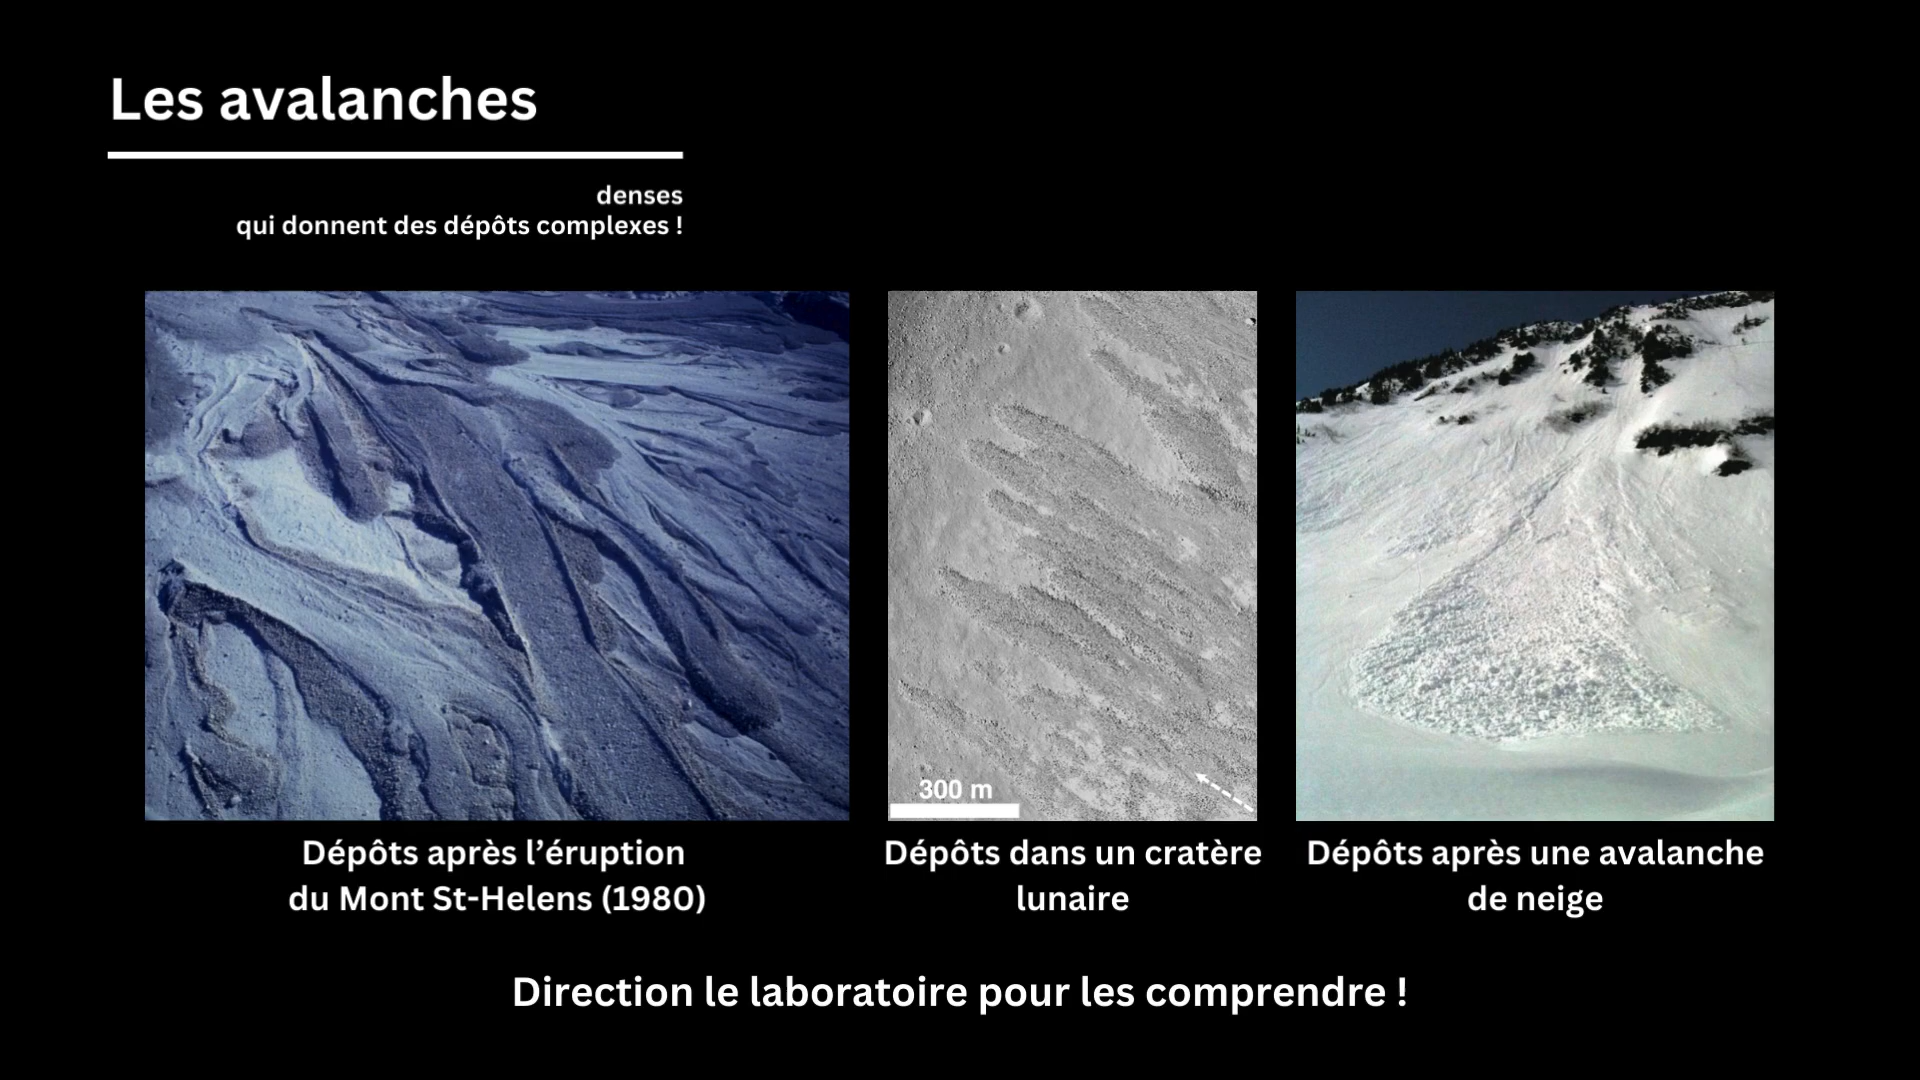 Les avalanches
denses
qui donnent des dépôts complexes !
300 m
Dépôts après l’éruption
du Mont St-Helens (1980)
Dépôts dans un cratère
lunaire
Dépôts après une avalanche
de neige
Direction le laboratoire pour les comprendre !